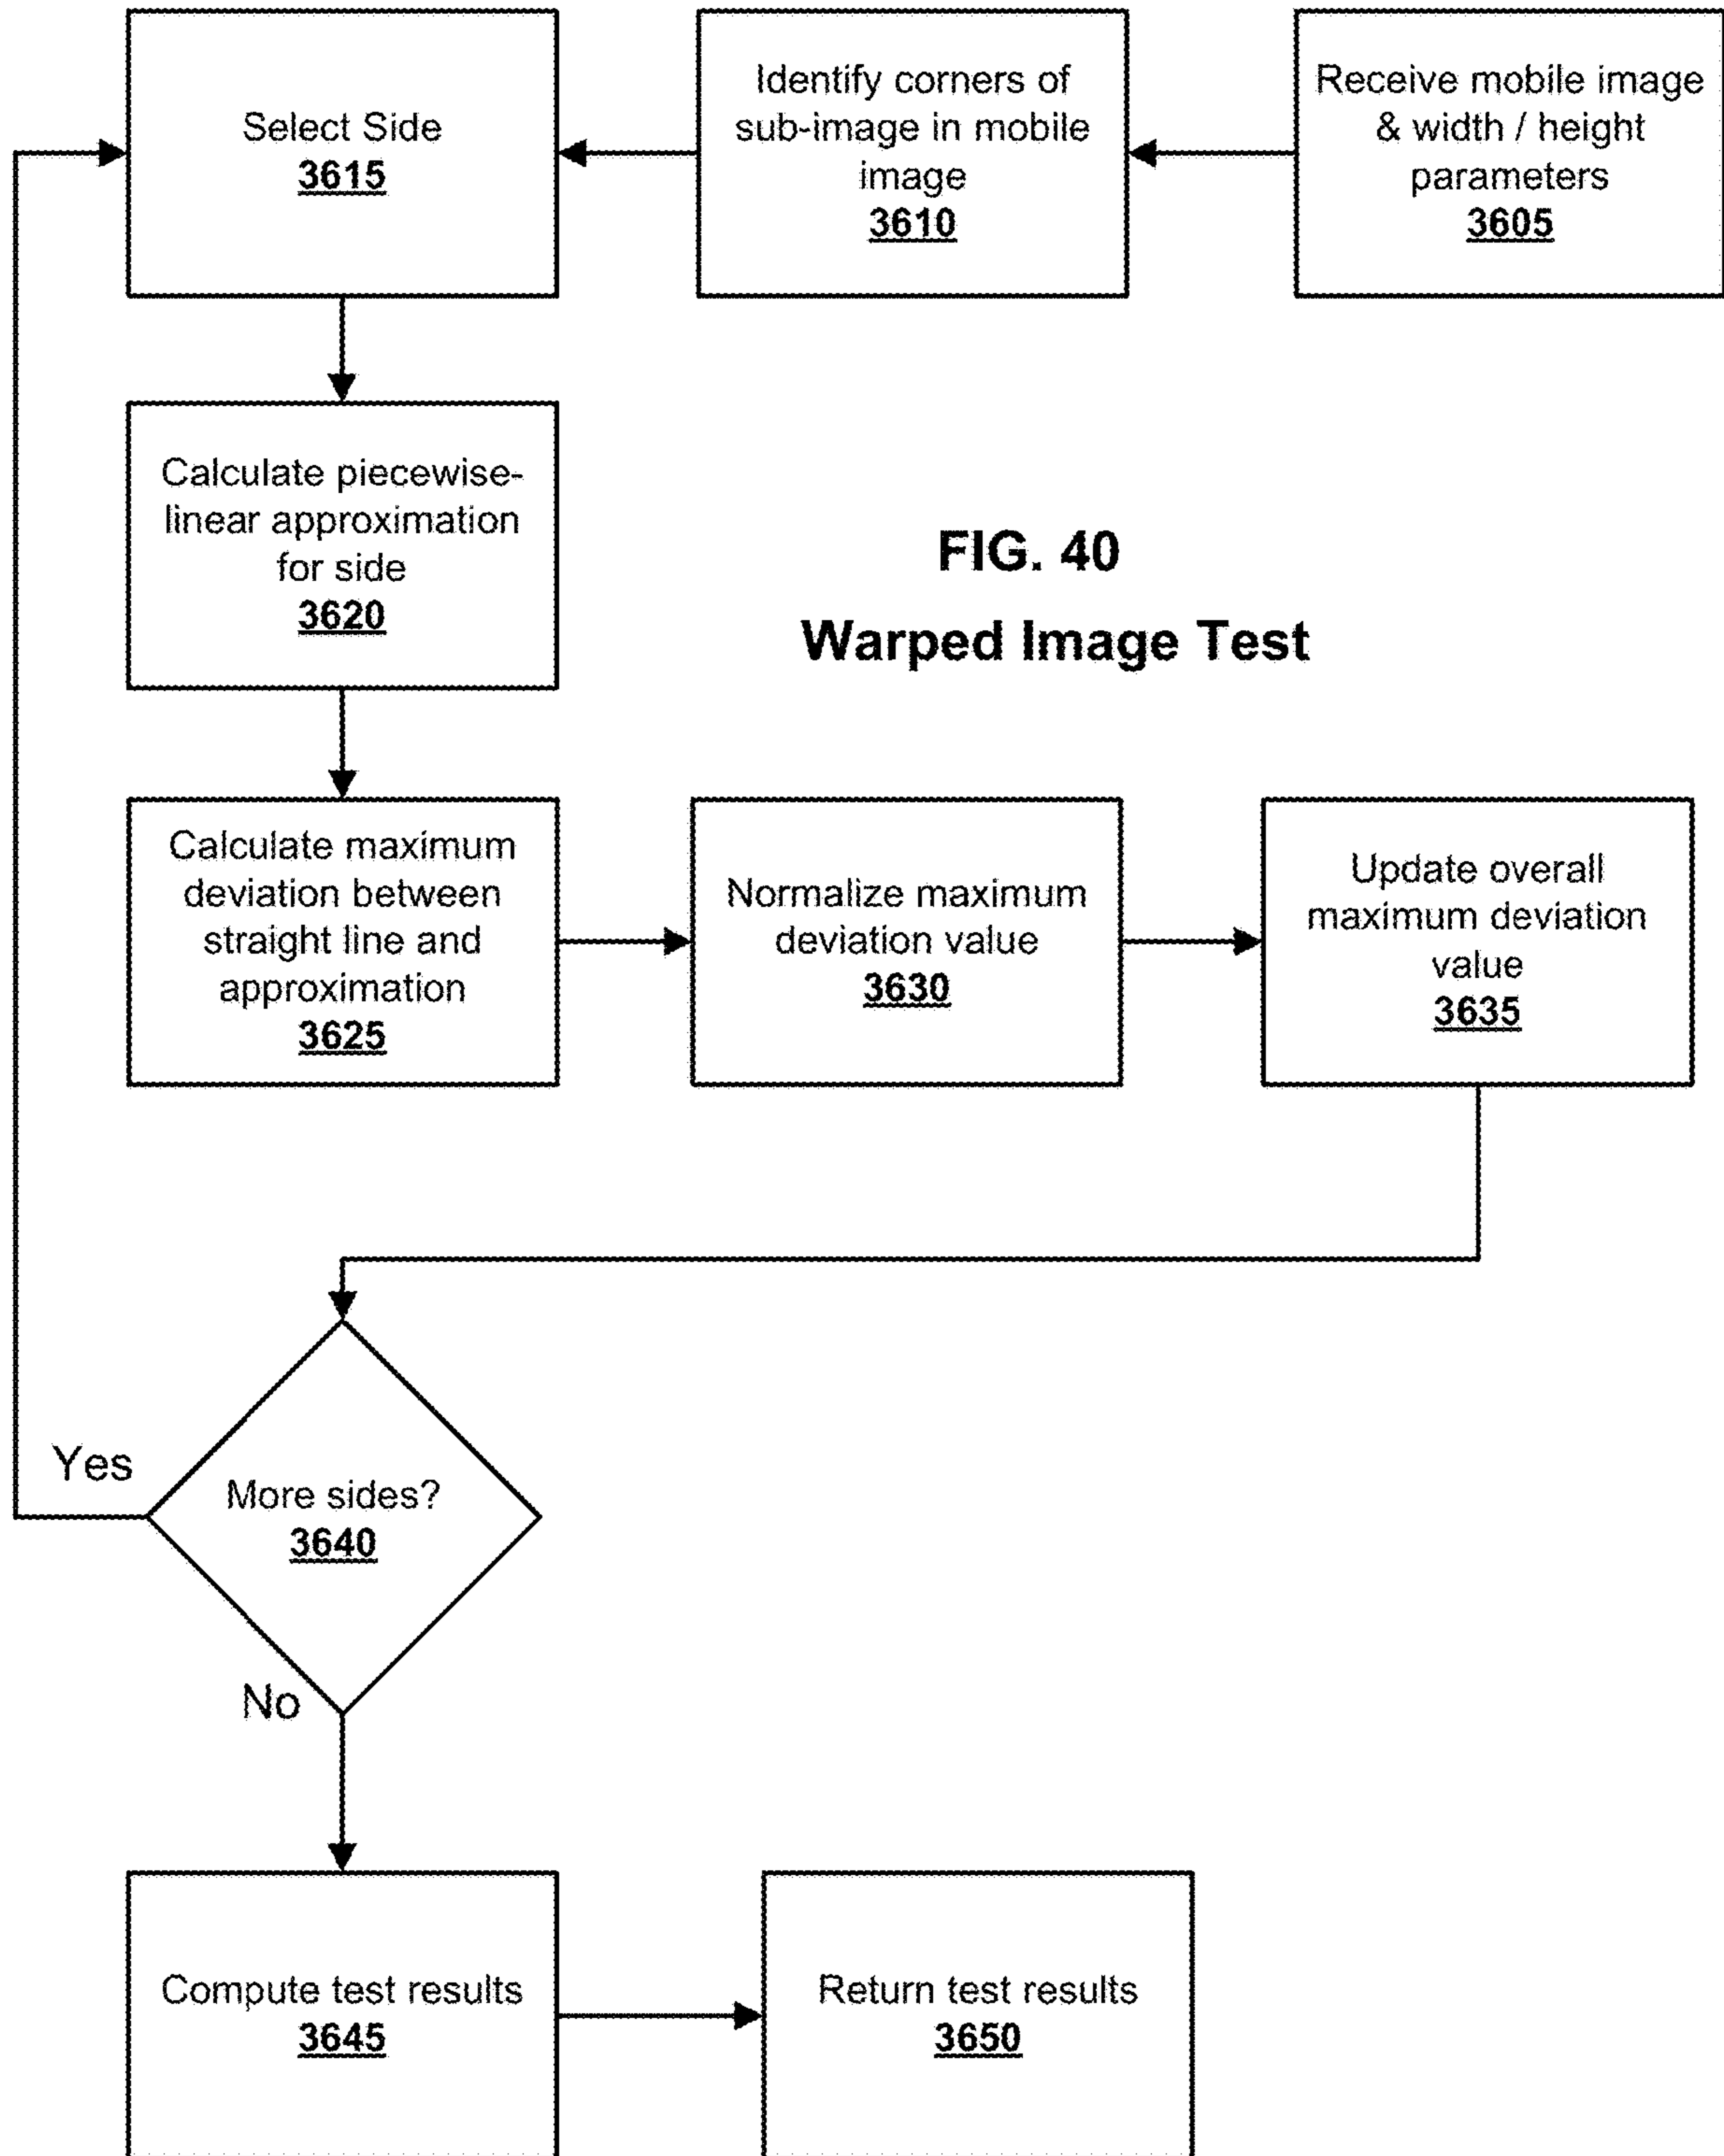 Select Side
3615
Identify corners of
sub-image in mobile
image
3610
Receive mobile image
& width / height
parameters
3605
Calculate piecewise-
linear approximation
for side
3620
FIG. 40
Warped Image Test
Calculate maximum
deviation between
straight line and
approximation
3625
Normalize maximum
deviation value
3630
Update overall
maximum deviation
value
3635
Yes
More sides?
3640
No
Compute test results
3645
Return test results
3650